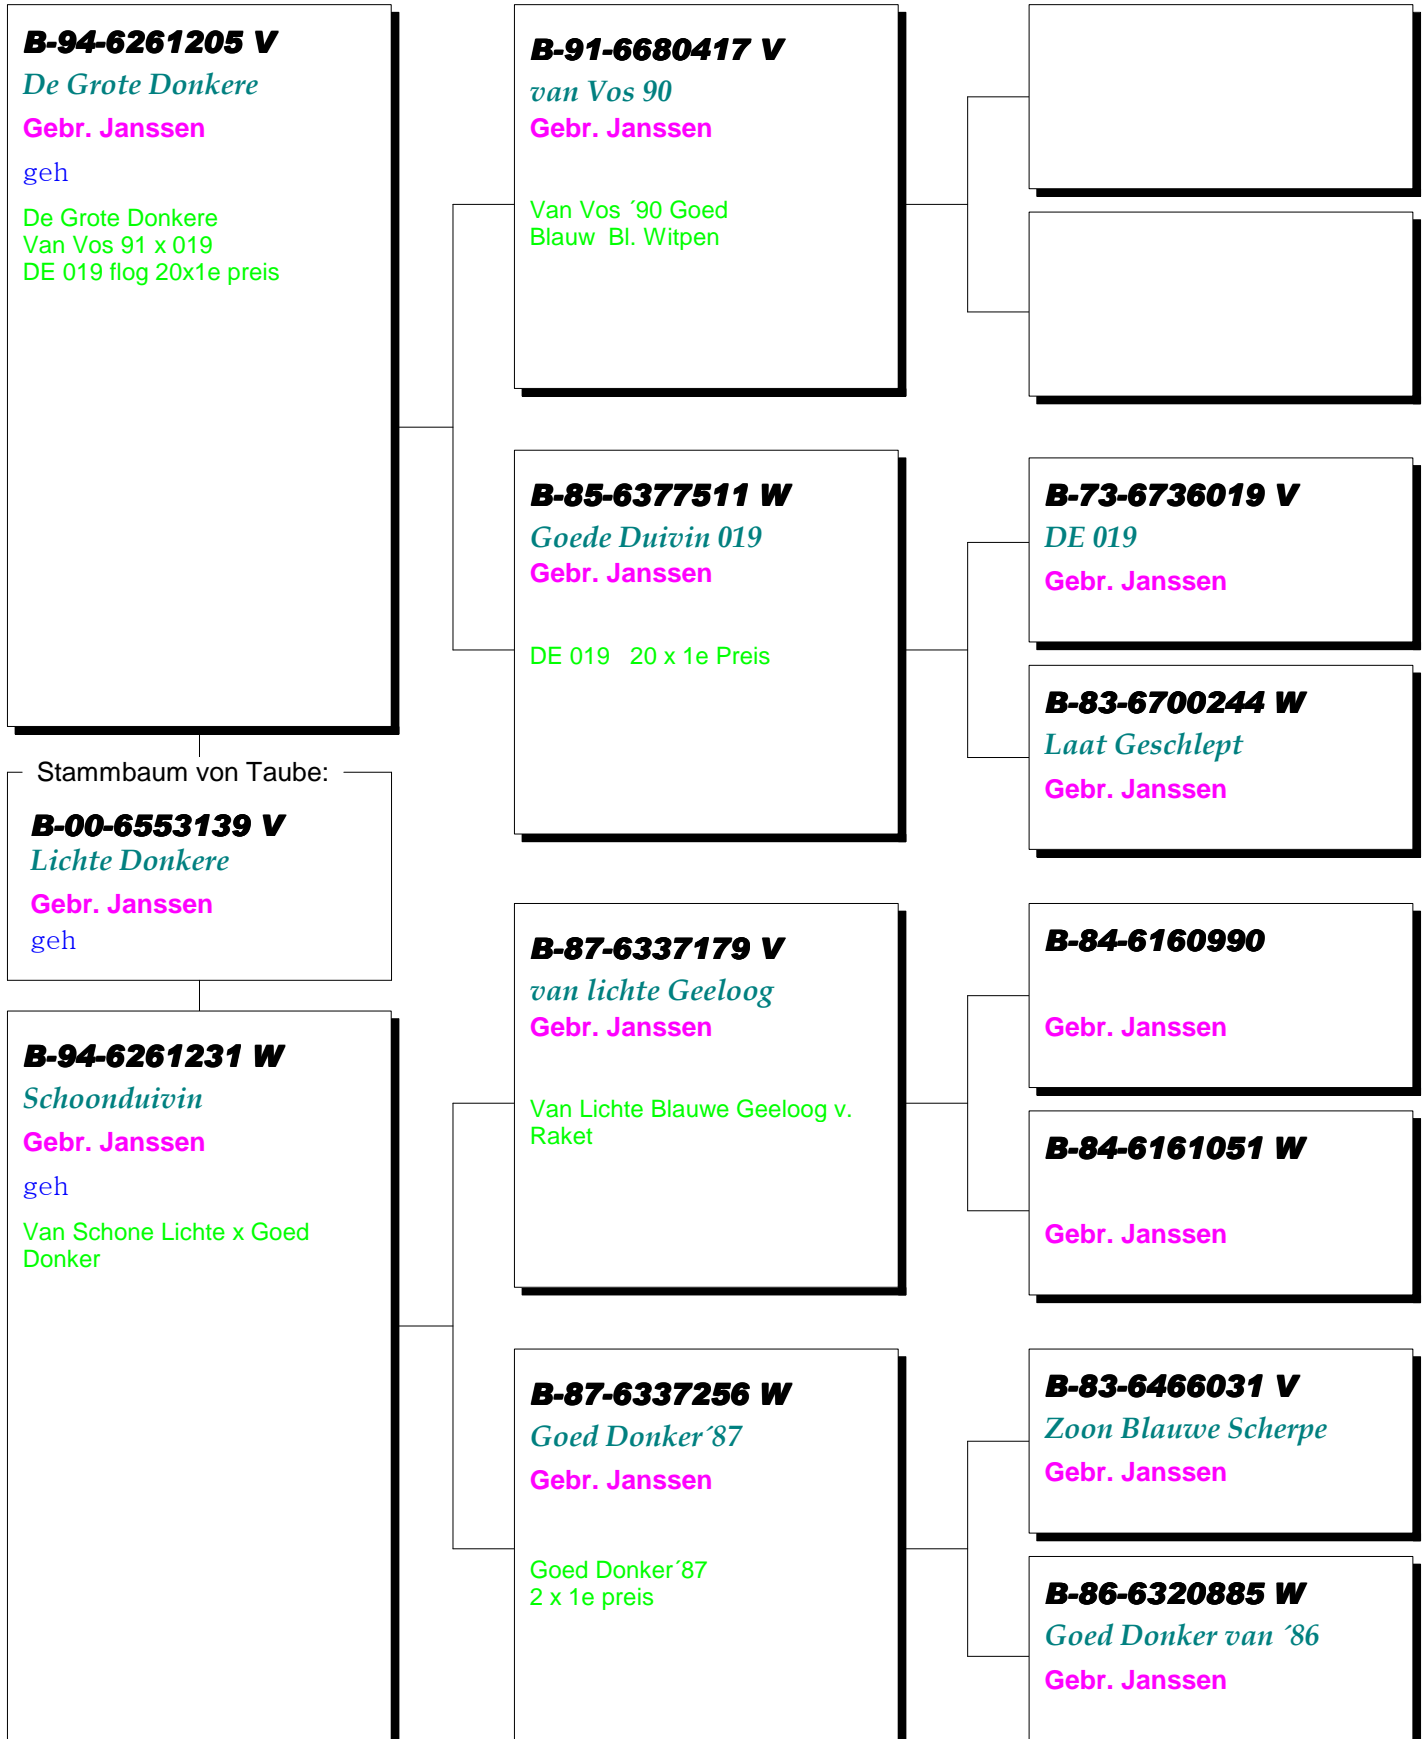 B-94-6261205 V
De Grote Donkere
Gebr. Janssen
geh
De Grote Donkere
Van Vos 91 x 019
DE 019 flog 20x1e preis
Stammbaum von Taube:
B-00-6553139 V
Lichte Donkere
Gebr. Janssen
geh
B-94-6261231 W
Schoonduivin
Gebr. Janssen
geh
Van Schone Lichte x Goed
Donker
B-91-6680417 V
van Vos 90
Gebr. Janssen
Van Vos ´90 Goed
Blauw  Bl. Witpen
B-85-6377511 W
Goede Duivin 019
Gebr. Janssen
DE 019   20 x 1e Preis
B-87-6337179 V
van lichte Geeloog
Gebr. Janssen
Van Lichte Blauwe Geeloog v.
Raket
B-87-6337256 W
Goed Donker´87
Gebr. Janssen
Goed Donker´87
2 x 1e preis
B-73-6736019 V
DE 019
Gebr. Janssen
B-83-6700244 W
Laat Geschlept
Gebr. Janssen
B-84-6160990
Gebr. Janssen
B-84-6161051 W
Gebr. Janssen
B-83-6466031 V
Zoon Blauwe Scherpe
Gebr. Janssen
B-86-6320885 W
Goed Donker van ´86
Gebr. Janssen